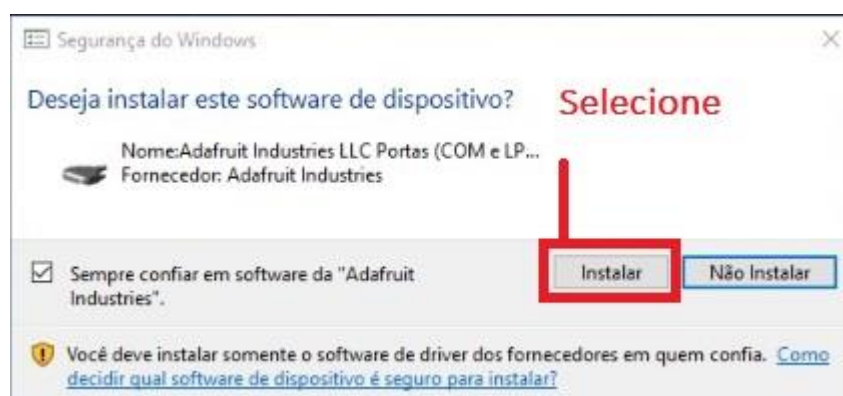 Segurança do Windows
Deseja instalar este software de dispositivo?
Selecione
Nome:Adafruit Industries LLC Portas (COM e LP...
Fornecedor: Adafruit Industries
Sempre confiar em software da "Adafruit
Industries".
Instalar
Não Instalar
Você deve instalar somente o software de driver dos fornecedores em quem confia. Como
decidir qual software de dispositivo é seguro para instalar?